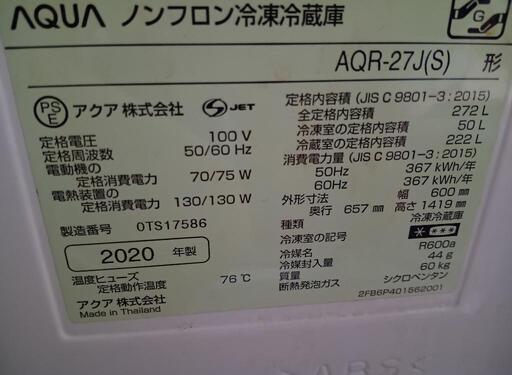 AQUA ノンフロン冷凍冷蔵庫
G
AQR-27J(S) 形
PS
E
アクア 株式会社
S JET
定格電圧 100 V
定格周波数 50/60 Hz
電動機の
定格消費電力 70/75 W
電熱装置の
定格消費電力 130/130 W
製造番号 0TS17586
2020 年製
温度ヒューズ
定格動作温度 76℃
アクア 株式会社
Made in Thailand
定格内容積 (JIS C 9801-3 : 2015)
全定格内容積 272 L
冷凍室の定格内容積 50 L
冷蔵室の定格内容積 222 L
消費電力量 (JIS C 9801-3 : 2015)
50Hz 367 kWh/年
60Hz 367 kWh/年
外形寸法 幅 600 mm
奥行 657 mm 高さ 1419 mm
種類 冷凍冷蔵庫
冷凍室の記号 ****
冷媒名 R600a
冷媒封入量 44 g
質量 60 kg
断熱発泡ガス シクロペンタン
2FB6P401562001